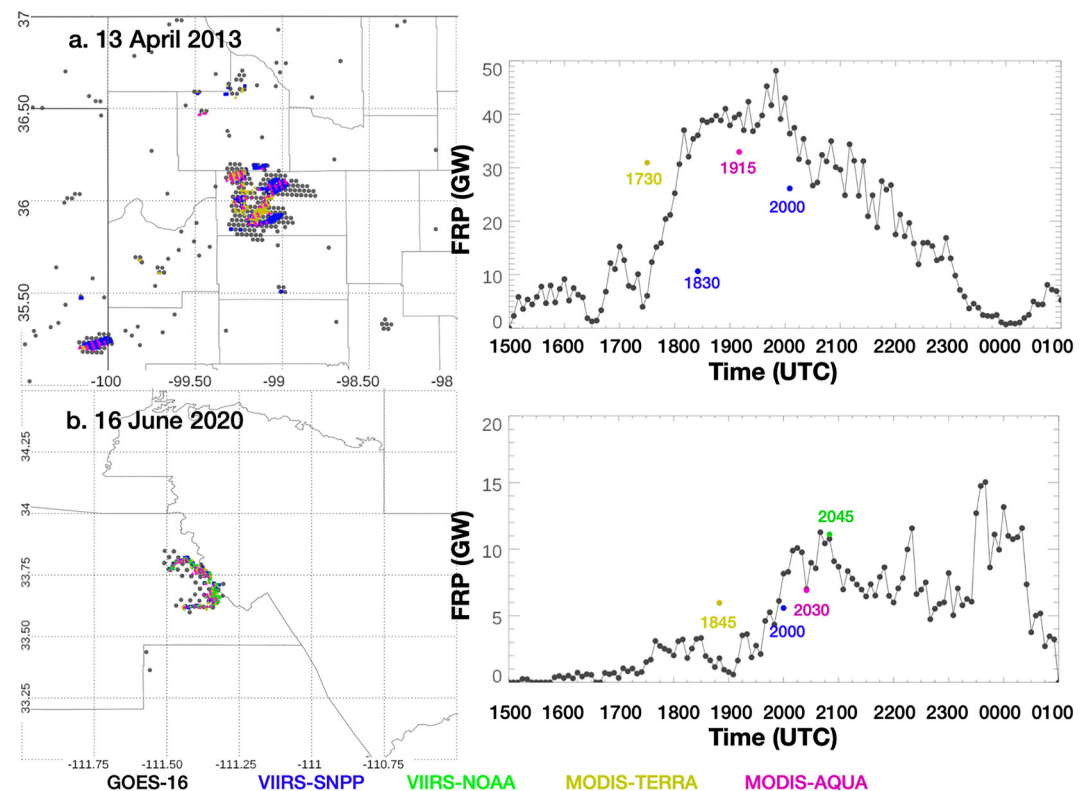 a. 13 April 2013
37
36.50
36
35.50
-100 -99.50 -99 -98.50 -98
FRP (GW)
50
40
30
20
10
0
1730
1830
1915
2000
1500 1600 1700 1800 1900 2000 2100 2200 2300 0000 0100
Time (UTC)
b. 16 June 2020
34.25
34
33.75
33.50
33.25
-111.75 -111.50 -111.25 -111 -110.75
FRP (GW)
20
15
10
5
0
2045
1845
2030
2000
1500 1600 1700 1800 1900 2000 2100 2200 2300 0000 0100
Time (UTC)
GOES-16 VIIRS-SNPP VIIRS-NOAA MODIS-TERRA MODIS-AQUA